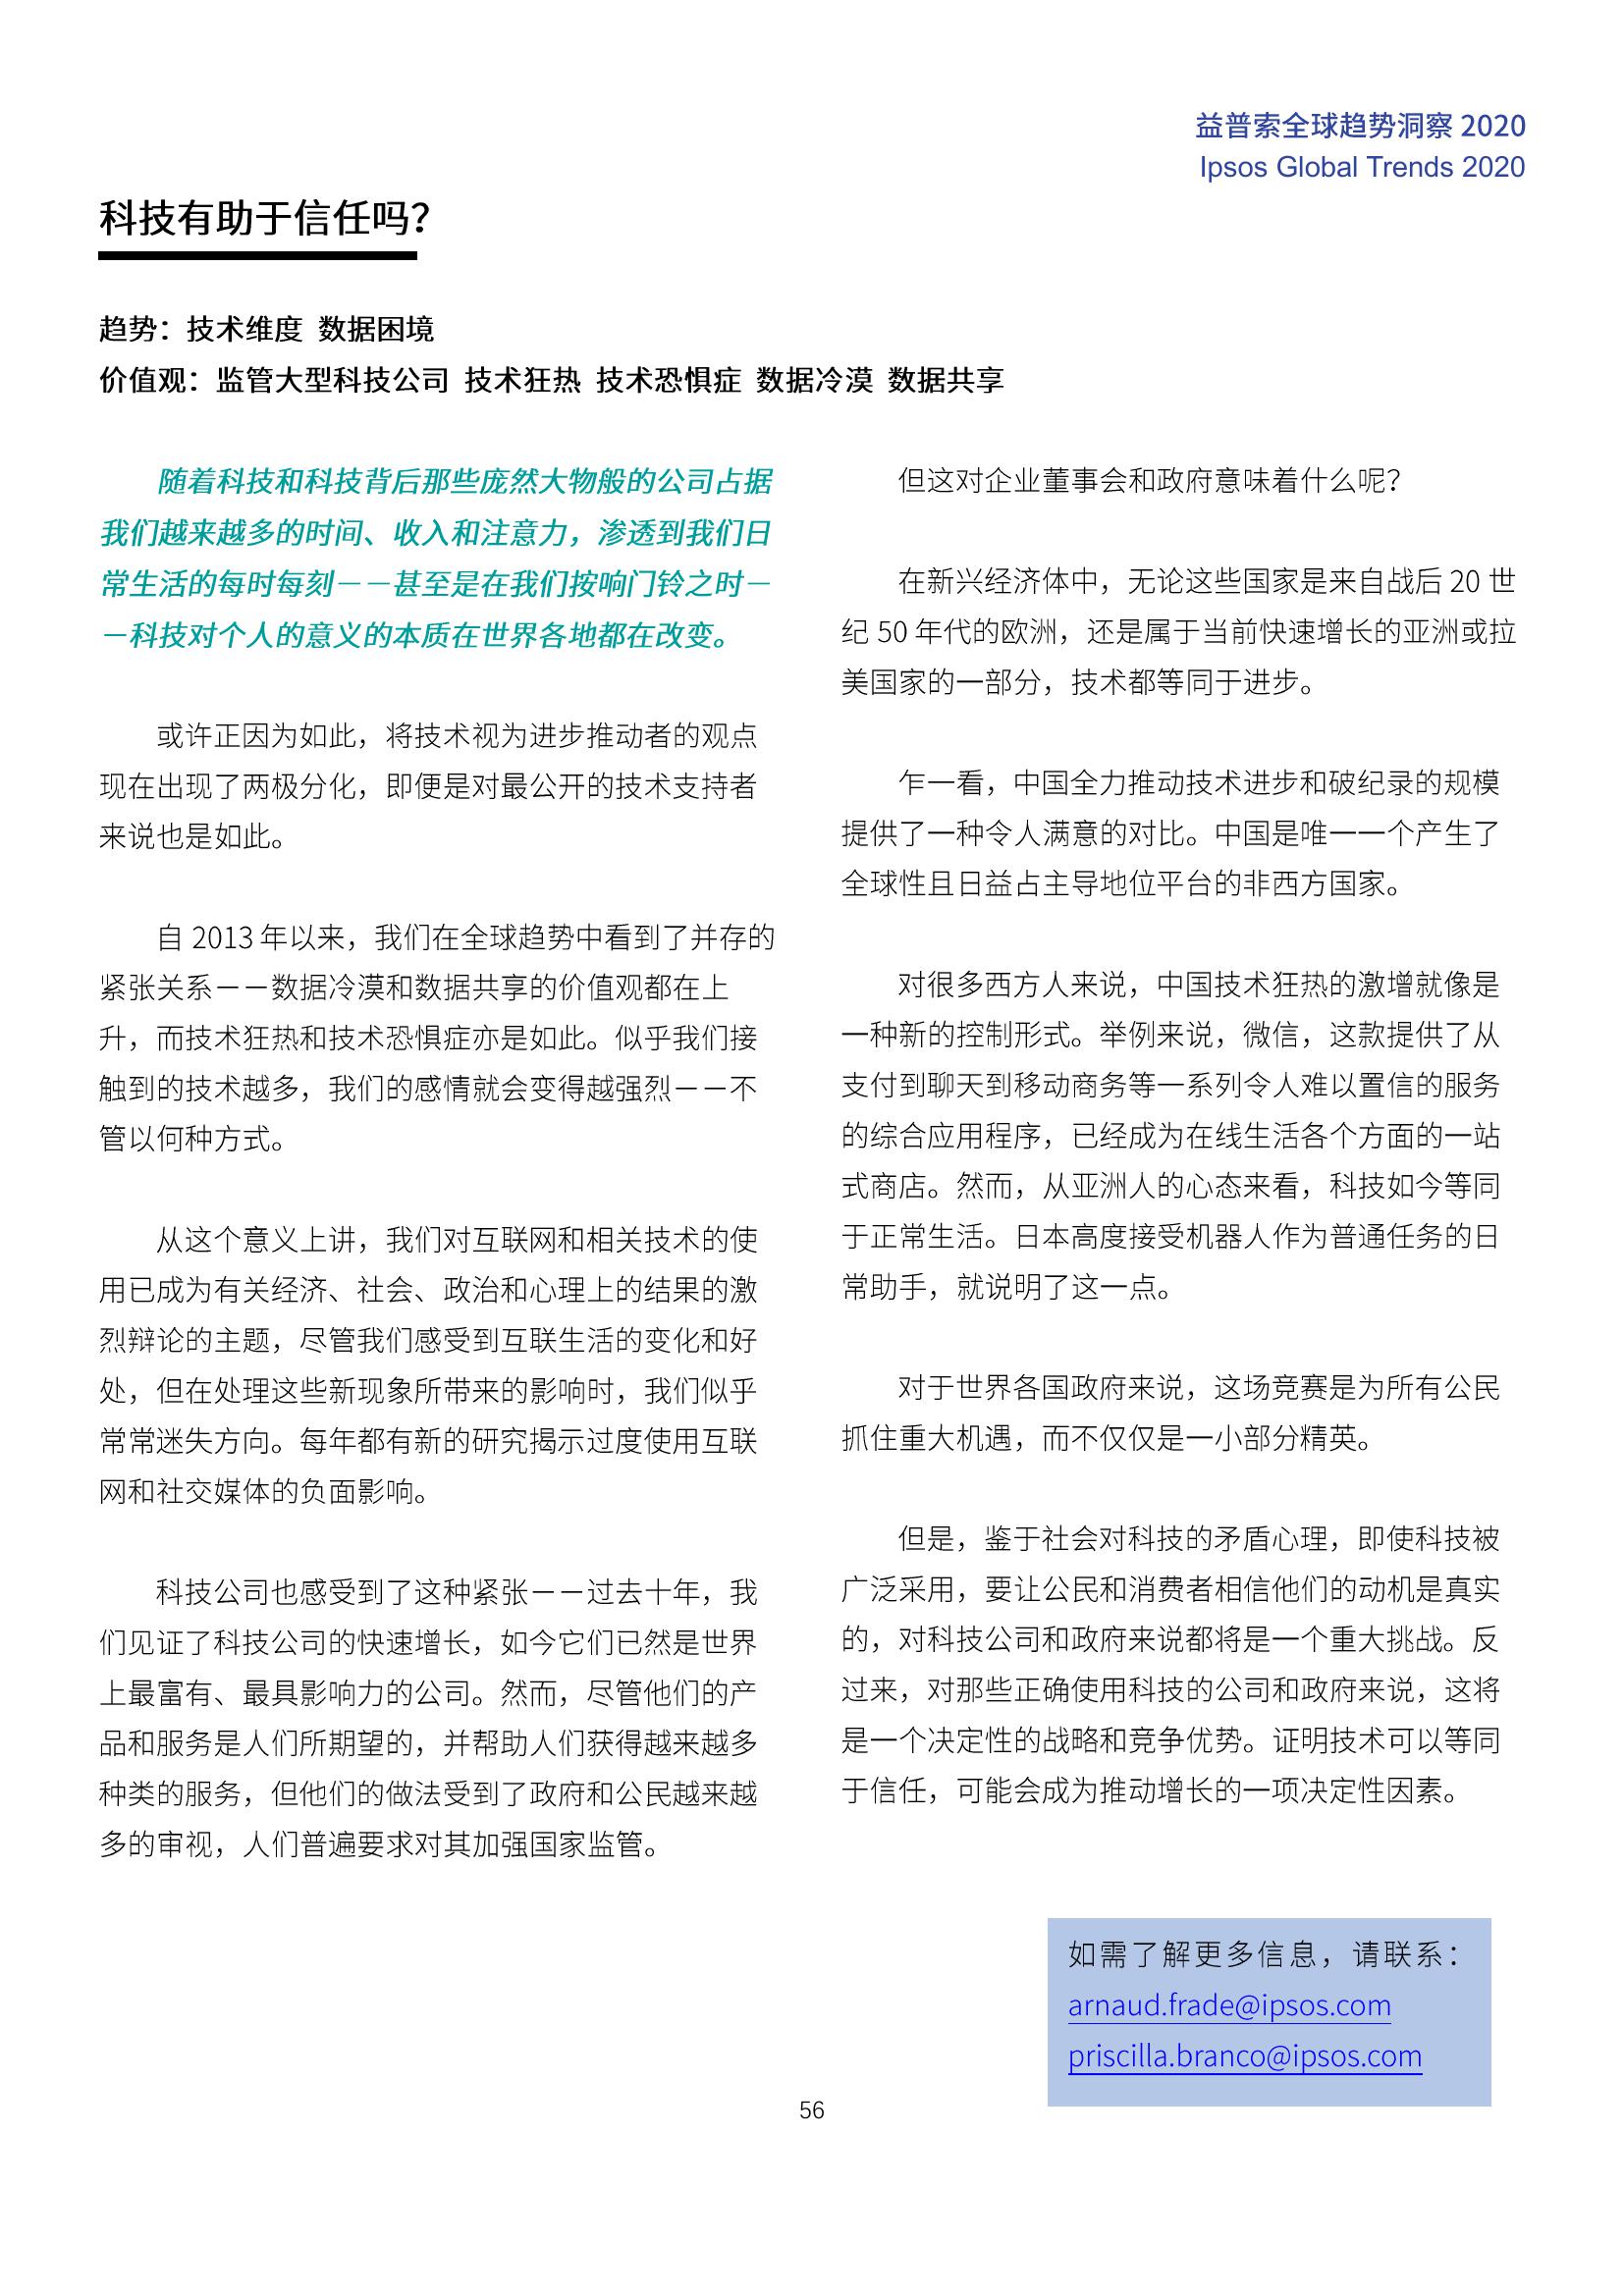 益普索全球趋势洞察 2020
Ipsos Global Trends 2020
科技有助于信任吗？
趋势：技术维度 数据困境
价值观：监管大型科技公司 技术狂热 技术恐惧症 数据冷漠 数据共享
随着科技和科技背后那些庞然大物般的公司占据
我们越来越多的时间、收入和注意力，渗透到我们日
常生活的每时每刻——甚至是在我们按响门铃之时—
—科技对个人的意义的本质在世界各地都在改变。
或许正因为如此，将技术视为进步推动者的观点
现在出现了两极分化，即便是对最公开的技术支持者
来说也是如此。
自 2013 年以来，我们在全球趋势中看到了并存的
紧张关系——数据冷漠和数据共享的价值观都在上
升，而技术狂热和技术恐惧症亦是如此。似乎我们接
触到的技术越多，我们的感情就会变得越强烈——不
管以何种方式。
从这个意义上讲，我们对互联网和相关技术的使
用已成为有关经济、社会、政治和心理上的结果的激
烈辩论的主题，尽管我们感受到互联生活的变化和好
处，但在处理这些新现象所带来的影响时，我们似乎
常常迷失方向。每年都有新的研究揭示过度使用互联
网和社交媒体的负面影响。
科技公司也感受到了这种紧张——过去十年，我
们见证了科技公司的快速增长，如今它们已然是世界
上最富有、最具影响力的公司。然而，尽管他们的产
品和服务是人们所期望的，并帮助人们获得越来越多
种类的服务，但他们的做法受到了政府和公民越来越
多的审视，人们普遍要求对其加强国家监管。
但这对企业董事会和政府意味着什么呢？
在新兴经济体中，无论这些国家是来自战后 20 世
纪 50 年代的欧洲，还是属于当前快速增长的亚洲或拉
美国家的一部分，技术都等同于进步。
乍一看，中国全力推动技术进步和破纪录的规模
提供了一种令人满意的对比。中国是唯一一个产生了
全球性且日益占主导地位平台的非西方国家。
对很多西方人来说，中国技术狂热的激增就像是
一种新的控制形式。举例来说，微信，这款提供了从
支付到聊天到移动商务等一系列令人难以置信的服务
的综合应用程序，已经成为在线生活各个方面的一站
式商店。然而，从亚洲人的心态来看，科技如今等同
于正常生活。日本高度接受机器人作为普通任务的日
常助手，就说明了这一点。
对于世界各国政府来说，这场竞赛是为所有公民
抓住重大机遇，而不仅仅是一小部分精英。
但是，鉴于社会对科技的矛盾心理，即使科技被
广泛采用，要让公民和消费者相信他们的动机是真实
的，对科技公司和政府来说都将是一个重大挑战。反
过来，对那些正确使用科技的公司和政府来说，这将
是一个决定性的战略和竞争优势。证明技术可以等同
于信任，可能会成为推动增长的一项决定性因素。
如需了解更多信息，请联系：
arnaud.frade@ipsos.com
priscilla.branco@ipsos.com
56